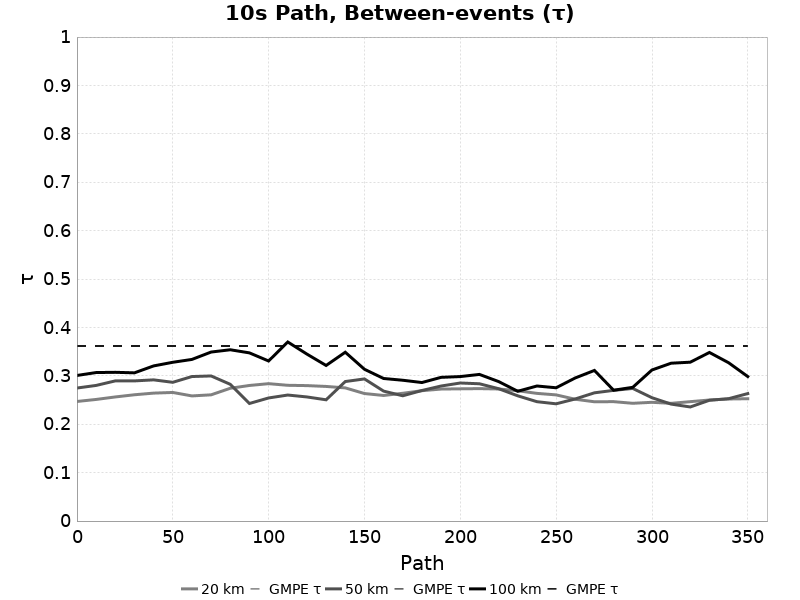 10s Path, Between-events (τ)
1
0.9
0.8
0.7
0.6
0.5
0.4
0.3
0.2
0.1
0
τ
0 50 100 150 200 250 300 350
Path
20 km GMPE τ 50 km GMPE τ 100 km GMPE τ